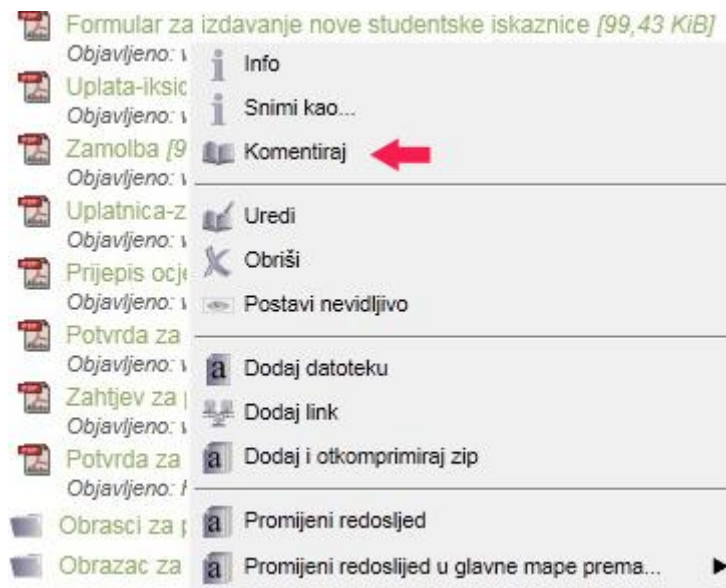 Formular za izdavanje nove studentske iskaznice [99,43 KiB]
Objavljeno: v
Info
Uplata-iksic
Objavljeno: v
Snimi kao...
Zamolba [9
Komentiraj
Objavljeno: v
Uplatnica-z
Uredi
Objavljeno: v
Obriši
Prijepis ocje
Objavljeno: v
Postavi nevidljivo
Potvrda za
Objavljeno: v
Dodaj datoteku
Zahtjev za p
Dodaj link
Objavljeno: v
Potvrda za
Dodaj i otkomprimiraj zip
Objavljeno:
Obrasci za p
Promijeni redosljed
Obrazac za
Promijeni redoslijed u glavne mape prema...